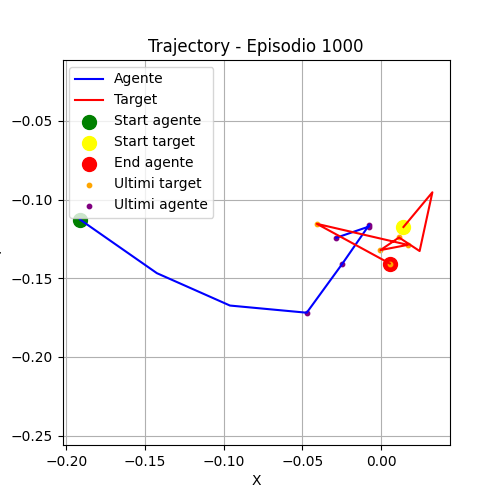 Trajectory - Episodio 1000
Agente
Target
Start agente
Start target
End agente
Ultimi target
Ultimi agente
−0.05
−0.10
−0.15
−0.20
−0.25
−0.20
−0.15
−0.10
−0.05
0.00
X